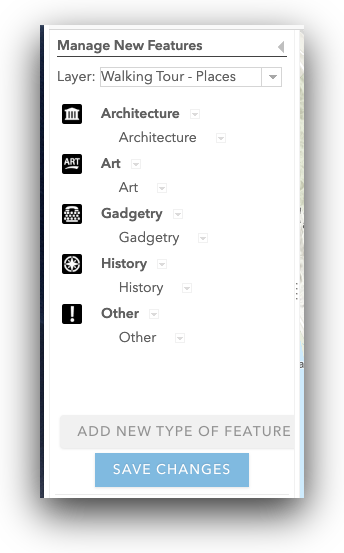 Manage New Features
Layer: Walking Tour - Places
Architecture
Architecture
ART Art
Art
Gadgetry
Gadgetry
History
History
! Other
Other
ADD NEW TYPE OF FEATURE
SAVE CHANGES